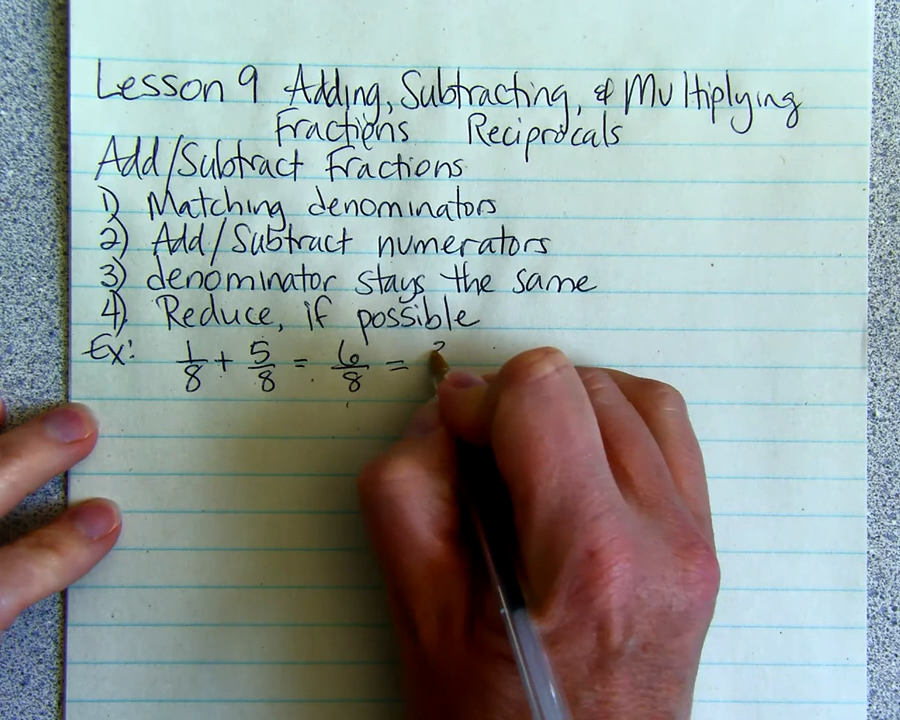 Lesson 9 Adding, Subtracting, & Multiplying
Fractions Reciprocals
Add/Subtract Fractions
1) Matching denominators
2) Add/Subtract numerators
3) denominator stays the same
4) Reduce, if possible
Ex: 1/8 + 5/8 = 6/8 =